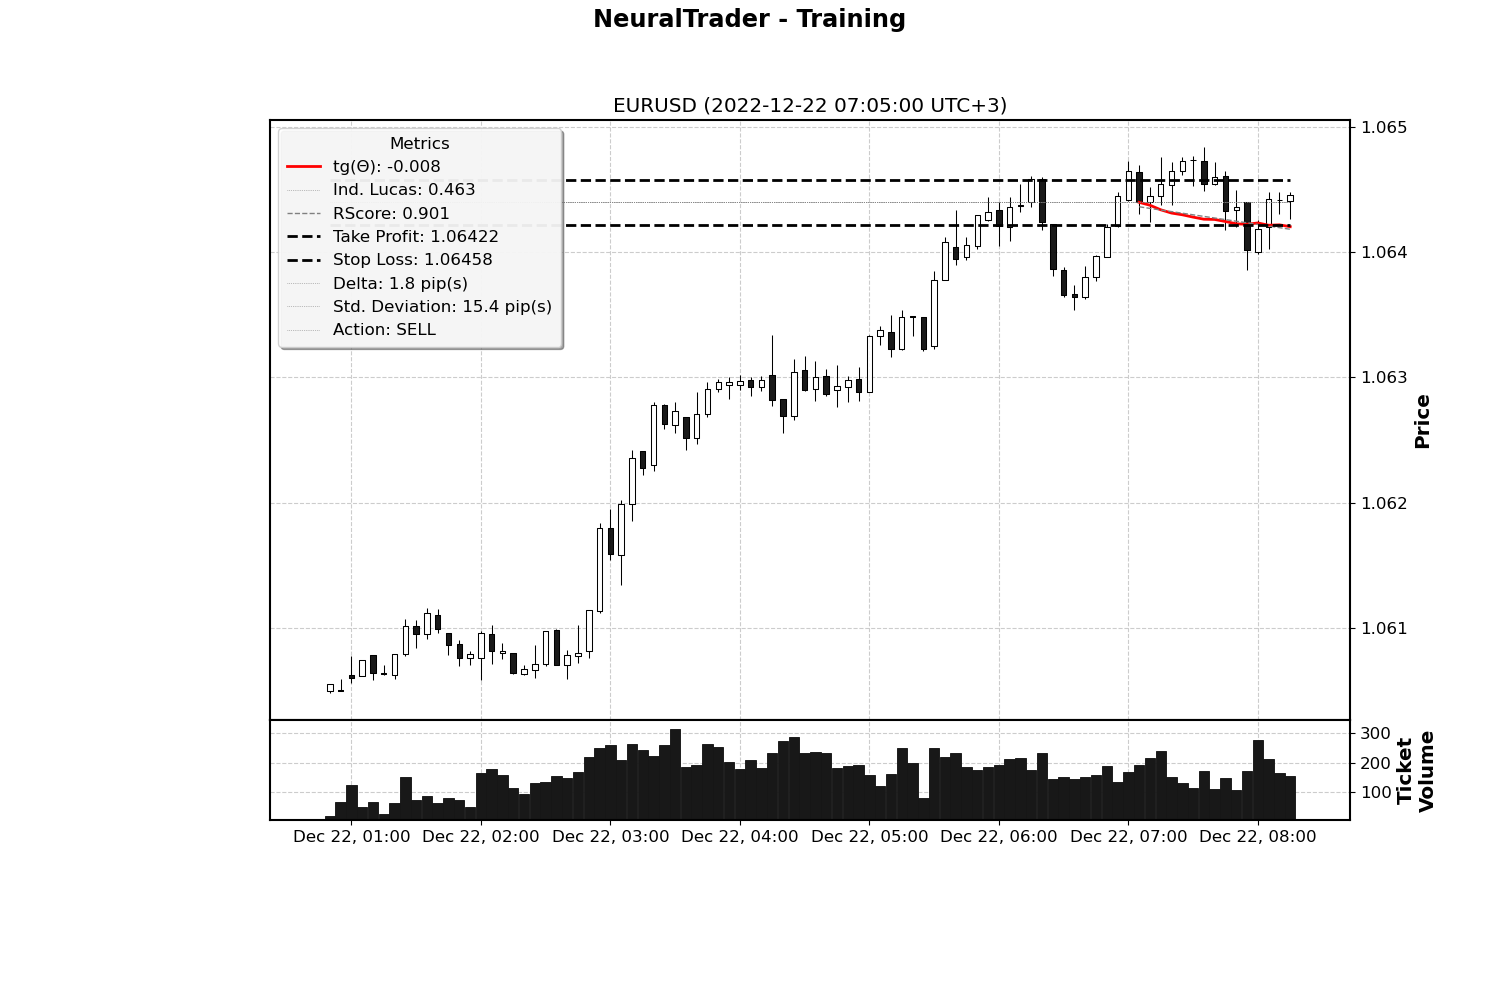 NeuralTrader - Training
EURUSD (2022-12-22 07:05:00 UTC+3)
Metrics
tg(Θ): -0.008
Ind. Lucas: 0.463
RScore: 0.901
Take Profit: 1.06422
Stop Loss: 1.06458
Delta: 1.8 pip(s)
Std. Deviation: 15.4 pip(s)
Action: SELL
1.065
1.064
1.063
1.062
1.061
Price
300
200
100
Ticket
Volume
Dec 22, 01:00 Dec 22, 02:00 Dec 22, 03:00 Dec 22, 04:00 Dec 22, 05:00 Dec 22, 06:00 Dec 22, 07:00 Dec 22, 08:00